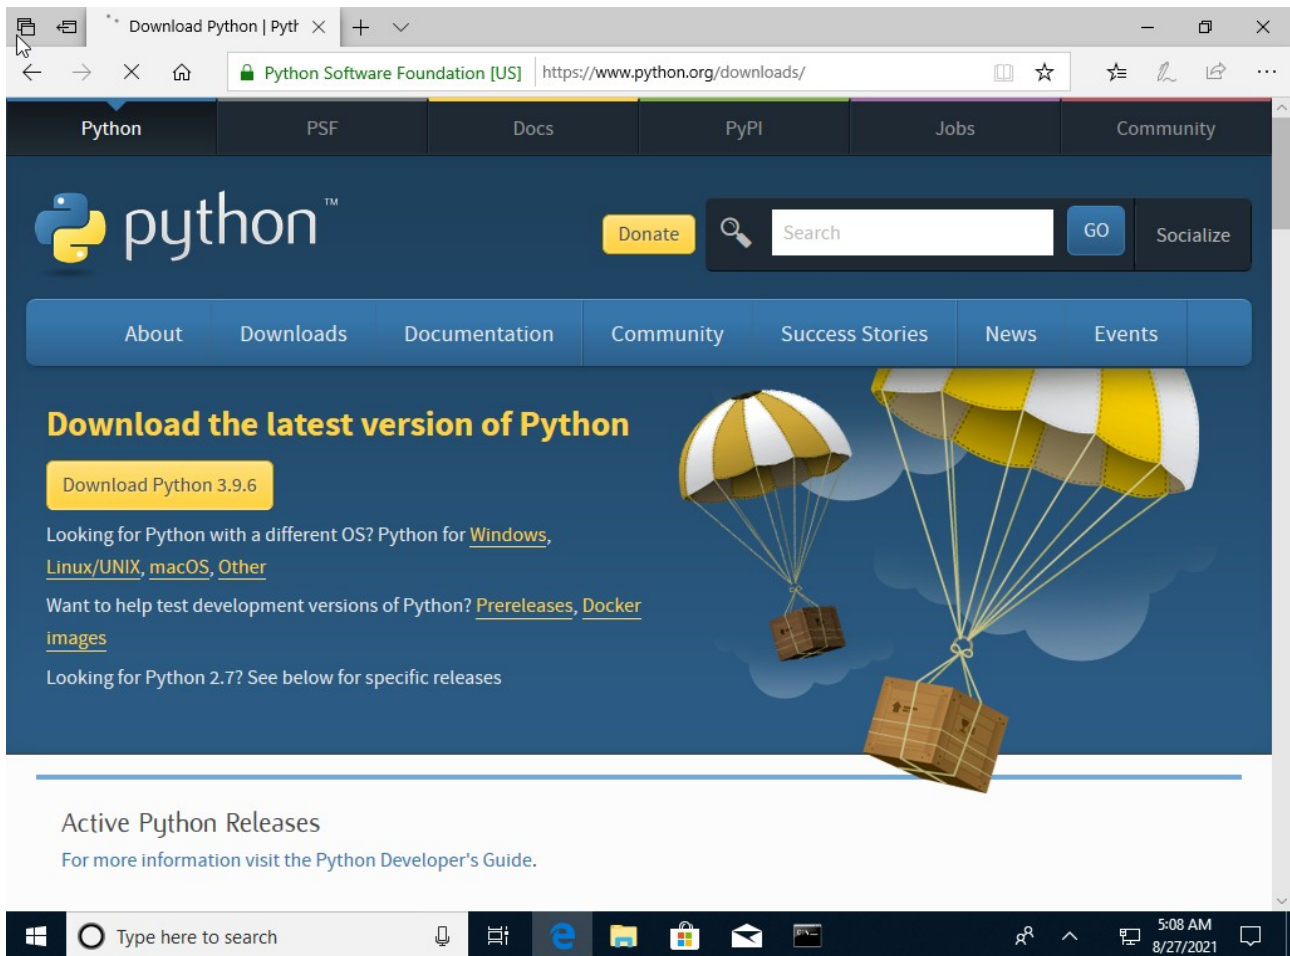 Download Python | Pyth
Python Software Foundation [US] https://www.python.org/downloads/
Python PSF Docs PyPI Jobs Community
python™
Donate Search GO Socialize
About Downloads Documentation Community Success Stories News Events
Download the latest version of Python
Download Python 3.9.6
Looking for Python with a different OS? Python for Windows,
Linux/UNIX, macOS, Other
Want to help test development versions of Python? Prereleases, Docker
images
Looking for Python 2.7? See below for specific releases
Active Python Releases
For more information visit the Python Developer's Guide.
Type here to search
5:08 AM
8/27/2021